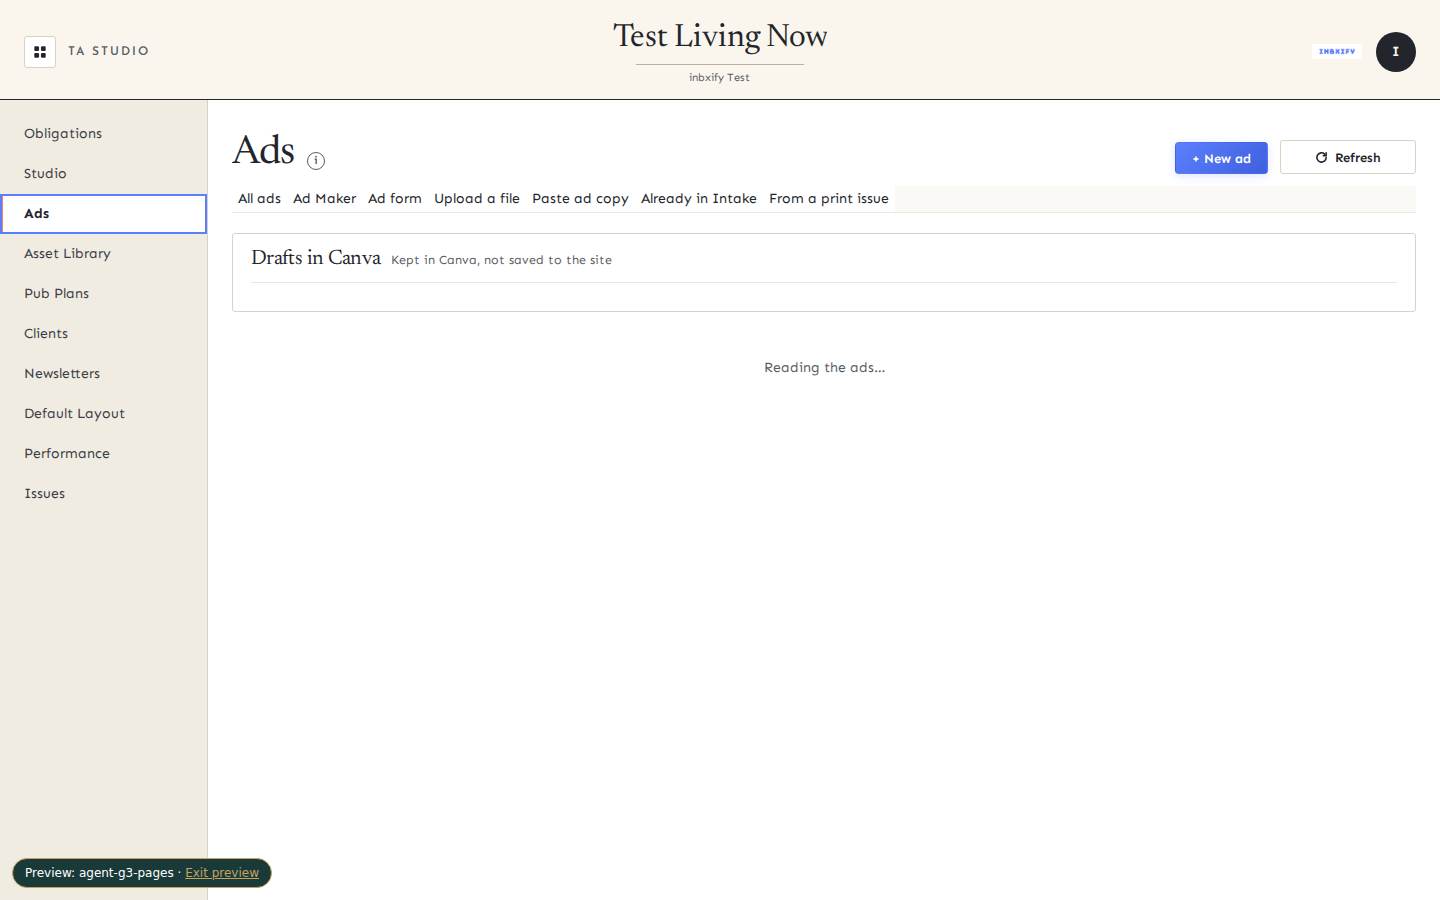 TA STUDIO
Test Living Now
inbxify Test
INBXIFY
I
Obligations
Studio
Ads
Asset Library
Pub Plans
Clients
Newsletters
Default Layout
Performance
Issues
Ads
i
+ New ad
Refresh
All ads Ad Maker Ad form Upload a file Paste ad copy Already in Intake From a print issue
Drafts in Canva Kept in Canva, not saved to the site
Reading the ads...
Preview: agent-g3-pages · Exit preview